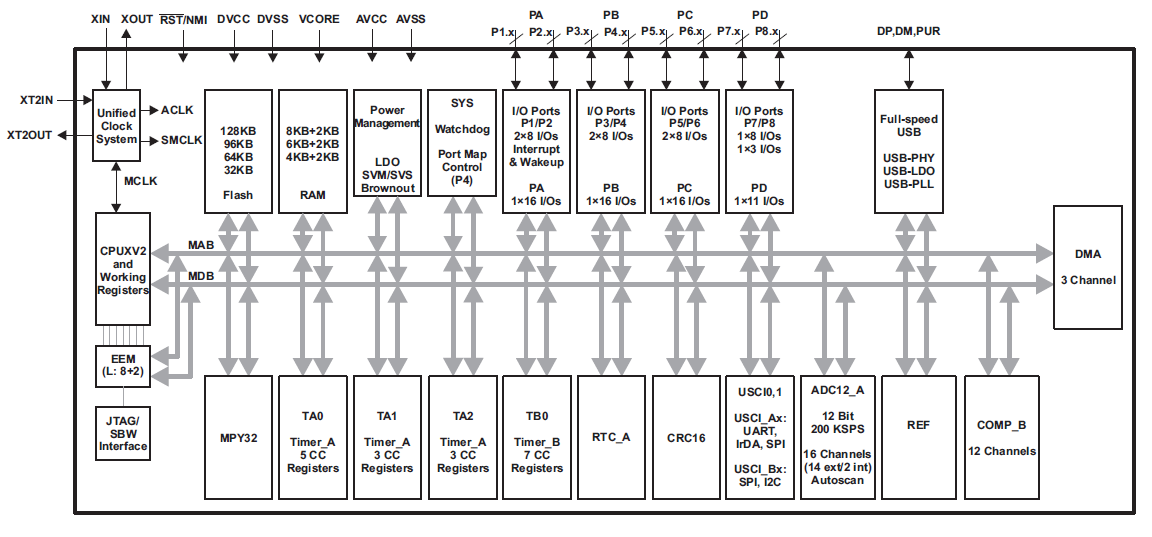 XIN XOUT RST/NMI DVCC DVSS VCORE AVCC AVSS
PA PB PC PD
P1.x P2.x P3.x P4.x P5.x P6.x P7.x P8.x
DP,DM,PUR
XT2IN
XT2OUT
Unified
Clock
System
ACLK
SMCLK
MCLK
128KB
96KB
64KB
32KB
Flash
8KB+2KB
6KB+2KB
4KB+2KB
RAM
Power
Management
LDO
SVM/SVS
Brownout
SYS
Watchdog
Port Map
Control
(P4)
I/O Ports
P1/P2
2×8 I/Os
Interrupt
& Wakeup
PA
1×16 I/Os
I/O Ports
P3/P4
2×8 I/Os
PB
1×16 I/Os
I/O Ports
P5/P6
2×8 I/Os
PC
1×16 I/Os
I/O Ports
P7/P8
1×8 I/Os
1×3 I/Os
PD
1×11 I/Os
Full-speed
USB
USB-PHY
USB-LDO
USB-PLL
CPUXV2
and
Working
Registers
MAB
MDB
DMA
3 Channel
EEM
(L: 8+2)
JTAG/
SBW
Interface
MPY32
TA0
Timer_A
5 CC
Registers
TA1
Timer_A
3 CC
Registers
TA2
Timer_A
3 CC
Registers
TB0
Timer_B
7 CC
Registers
RTC_A
CRC16
USCI0,1
USCI_Ax:
UART,
IrDA, SPI
USCI_Bx:
SPI, I2C
ADC12_A
12 Bit
200 KSPS
16 Channels
(14 ext/2 int)
Autoscan
REF
COMP_B
12 Channels